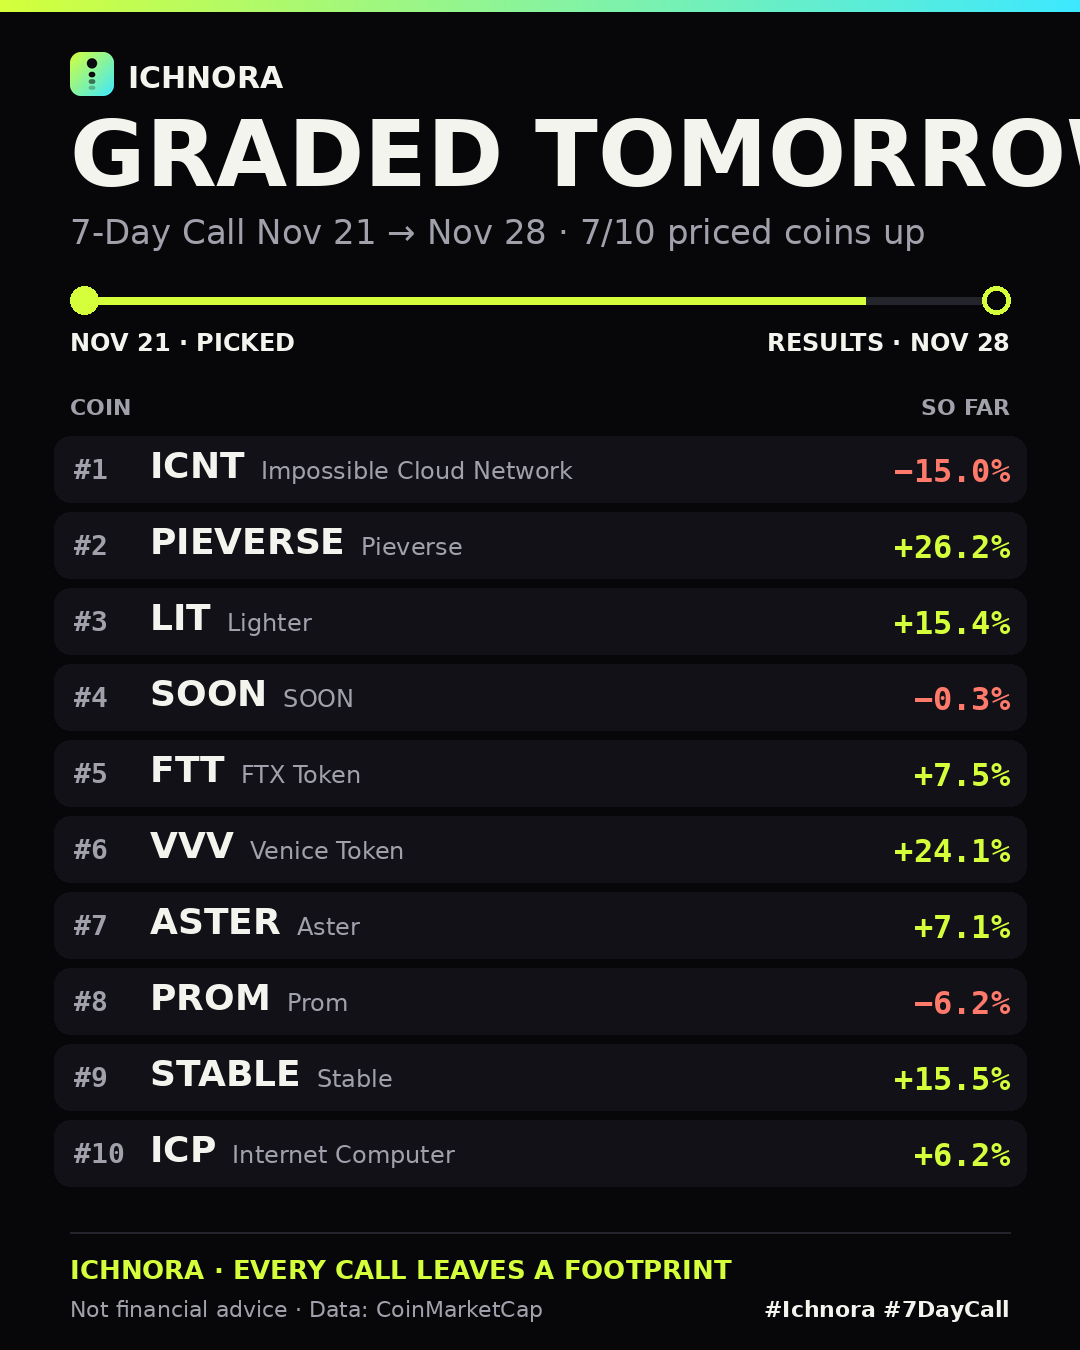 ICHNORA
GRADED TOMORROW
7-Day Call Nov 21 → Nov 28 · 7/10 priced coins up
NOV 21 · PICKED RESULTS · NOV 28
COIN SO FAR
#1 ICNT Impossible Cloud Network −15.0%
#2 PIEVERSE Pieverse +26.2%
#3 LIT Lighter +15.4%
#4 SOON SOON −0.3%
#5 FTT FTX Token +7.5%
#6 VVV Venice Token +24.1%
#7 ASTER Aster +7.1%
#8 PROM Prom −6.2%
#9 STABLE Stable +15.5%
#10 ICP Internet Computer +6.2%
ICHNORA · EVERY CALL LEAVES A FOOTPRINT
Not financial advice · Data: CoinMarketCap #Ichnora #7DayCall